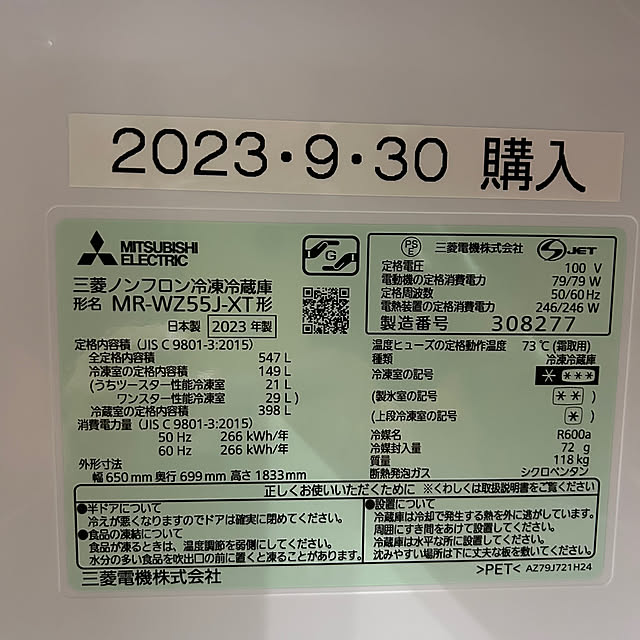 2023・9・30 購入
MITSUBISHI
ELECTRIC
G
三菱ノンフロン冷凍冷蔵庫
形名 MR-WZ55J-XT形
日本製 2023年製
定格内容積 (JIS C 9801-3:2015)
全定格内容積 547 L
冷凍室の定格内容積 149 L
(うちツースター性能冷凍室 21 L
ワンスター性能冷凍室 29 L)
冷蔵室の定格内容積 398 L
消費電力量 (JIS C 9801-3:2015)
50 Hz 266 kWh/年
60 Hz 266 kWh/年
外形寸法
幅 650mm 奥行 699mm 高さ 1833mm
PS
E
三菱電機株式会社 JET
定格電圧 100 V
電動機の定格消費電力 79/79 W
定格周波数 50/60 Hz
電熱装置の定格消費電力 246/246 W
製造番号 308277
温度ヒューズの定格動作温度 73℃(霜取用)
種類 冷凍冷蔵庫
冷凍室の記号 * ***
(製氷室の記号 ** )
(上段冷凍室の記号 * )
冷媒名 R600a
冷媒封入量 72 g
質量 118 kg
断熱発泡ガス シクロペンタン
正しくお使いいただくために ※くわしくは取扱説明書をご覧ください
●半ドアについて
冷えが悪くなりますのでドアは確実に閉めてください。
●食品の凍結について
食品が凍るときは、温度調節を弱側にしてください。
水分の多い食品を吹出口の前に置くと凍ることがあります。
●設置について
冷蔵庫は冷却で発生する熱を外に逃がしています。
周囲にすき間をあけて設置してください。
冷蔵庫は水平な所に設置してください。
沈みやすい場所は下に丈夫な板を敷いてください。
三菱電機株式会社
>PET< AZ79J721H24